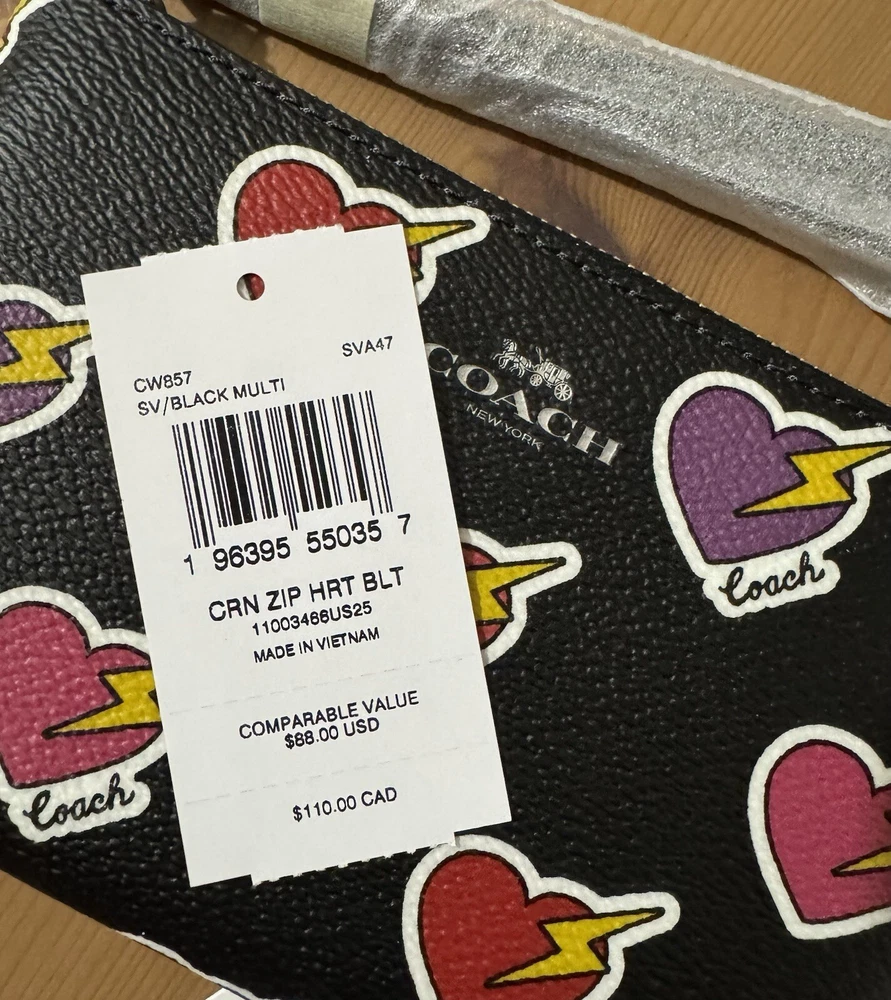 CW857
SVA47
SV/BLACK MULTI
1 96395 55035 7
CRN ZIP HRT BLT
11003466US25
MADE IN VIETNAM
COMPARABLE VALUE
$88.00 USD
$110.00 CAD
COACH
NEW YORK
Coach
Coach